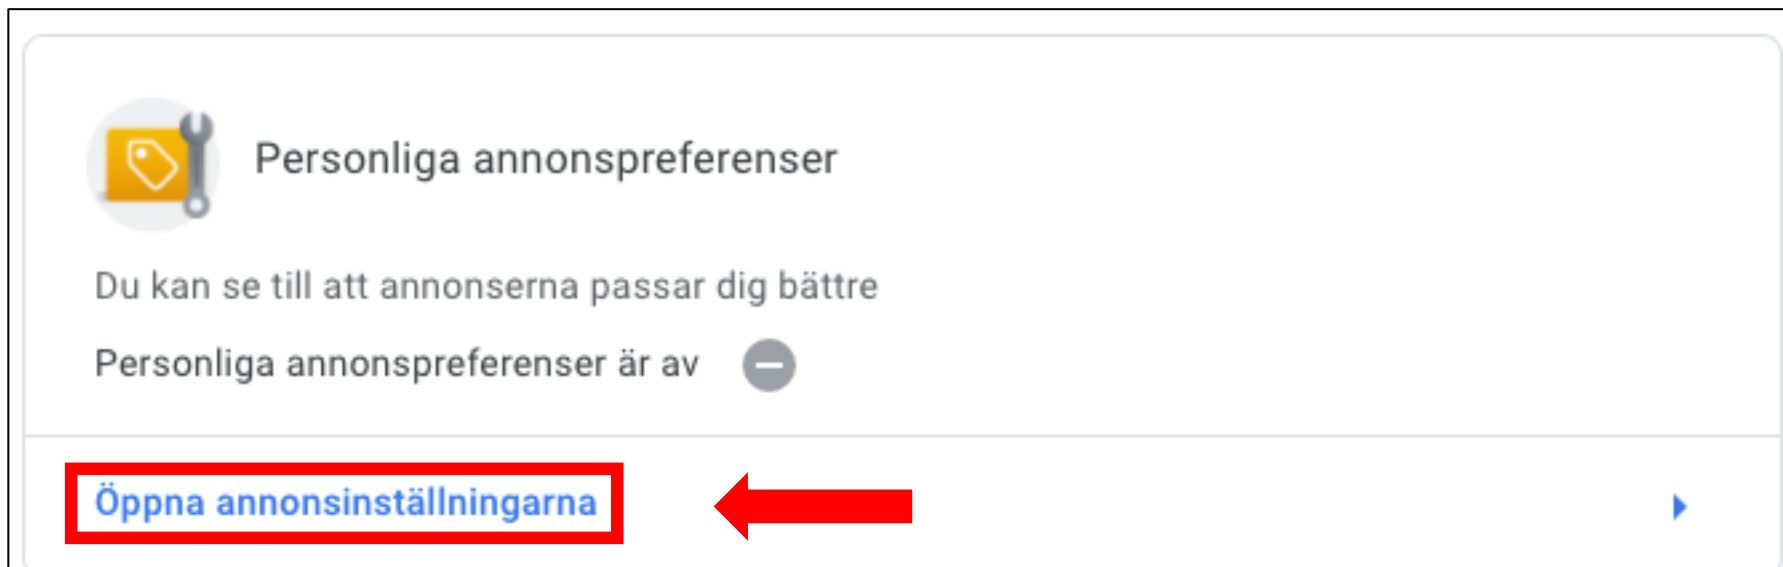 Personliga annonspreferenser
Du kan se till att annonserna passar dig bättre
Personliga annonspreferenser är av
Öppna annonsinställningarna